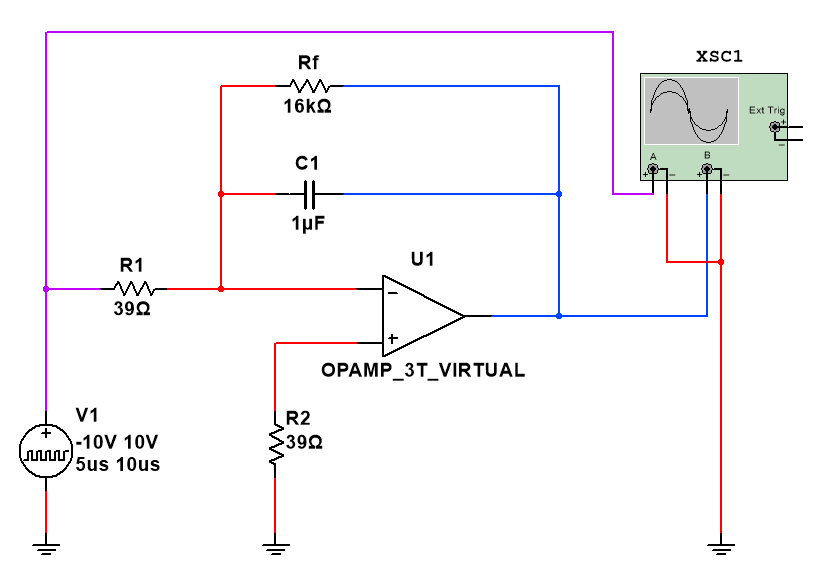 XSC1
Rf
16kΩ
Ext Trig
+
−
A
B
+
−
+
−
C1
1µF
R1
39Ω
U1
−
+
OPAMP_3T_VIRTUAL
V1
+
-10V 10V
5us 10us
R2
39Ω